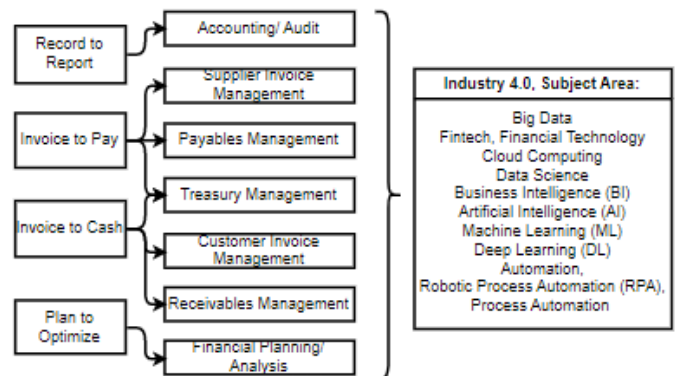 Record to
Report
Invoice to Pay
Invoice to Cash
Plan to
Optimize
Accounting/ Audit
Supplier Invoice
Management
Payables Management
Treasury Management
Customer Invoice
Management
Receivables Management
Financial Planning/
Analysis
Industry 4.0, Subject Area:
Big Data
Fintech, Financial Technology
Cloud Computing
Data Science
Business Intelligence (BI)
Artificial Intelligence (AI)
Machine Learning (ML)
Deep Learning (DL)
Automation,
Robotic Process Automation (RPA),
Process Automation